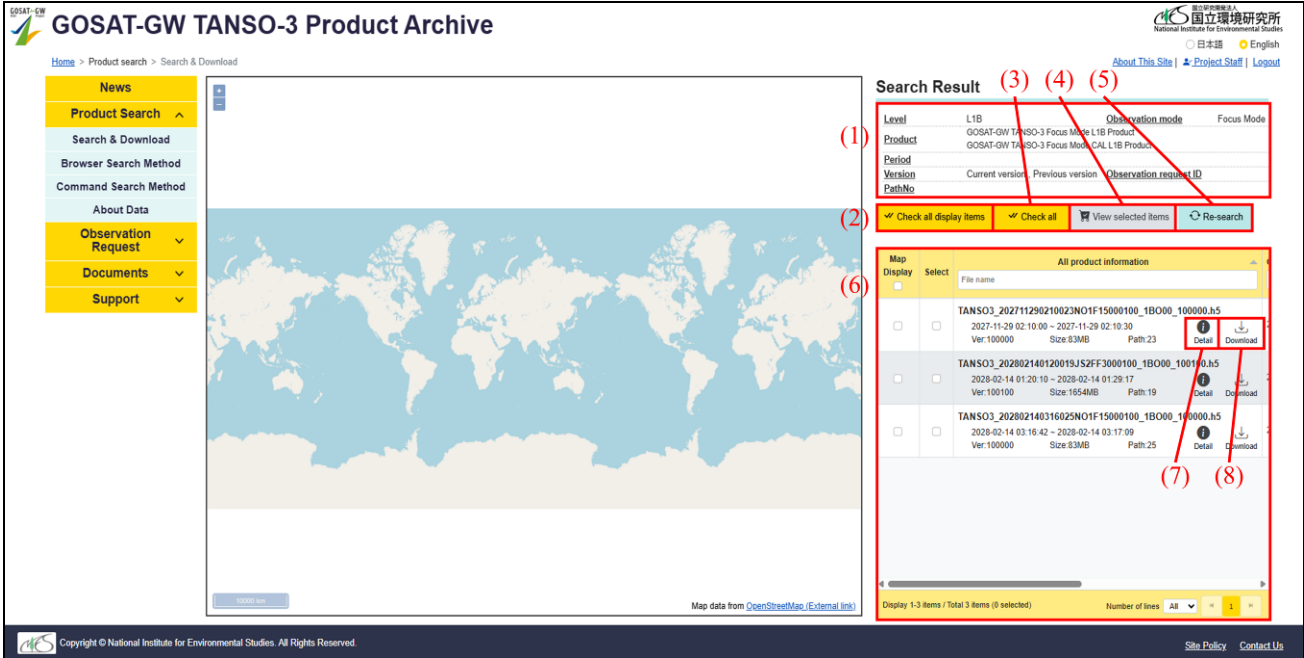 GOSAT-GW
GOSAT-GW TANSO-3 Product Archive
国立研究開発法人
国立環境研究所
National Institute for Environmental Studies
日本語 English
Home > Product search > Search & Download
About This Site | Project Staff | Logout
News
Product Search
Search & Download
Browser Search Method
Command Search Method
About Data
Observation Request
Documents
Support
+
−
10000 km
Map data from OpenStreetMap (External link)
Search Result
(3) (4) (5)
(1)
Level L1B Observation mode Focus Mode
Product GOSAT-GW TANSO-3 Focus Mode L1B Product
GOSAT-GW TANSO-3 Focus Mode CAL L1B Product
Period
Version Current version, Previous version Observation request ID
PathNo
(2)
Check all display items Check all View selected items Re-search
(6)
Map Display Select All product information
File name
TANSO3_202711290210023NO1F15000100_1BO00_100000.h5
2027-11-29 02:10:00 ~ 2027-11-29 02:10:30
Ver:100000 Size:83MB Path:23 Detail Download
TANSO3_202802140120019JS2FF3000100_1BO00_100100.h5
2028-02-14 01:20:10 ~ 2028-02-14 01:29:17
Ver:100100 Size:1654MB Path:19 Detail Download
TANSO3_202802140316025NO1F15000100_1BO00_100000.h5
2028-02-14 03:16:42 ~ 2028-02-14 03:17:09
Ver:100000 Size:83MB Path:25 Detail Download
(7) (8)
Display 1-3 items / Total 3 items (0 selected) Number of lines All 1
Copyright © National Institute for Environmental Studies. All Rights Reserved.
Site Policy Contact Us